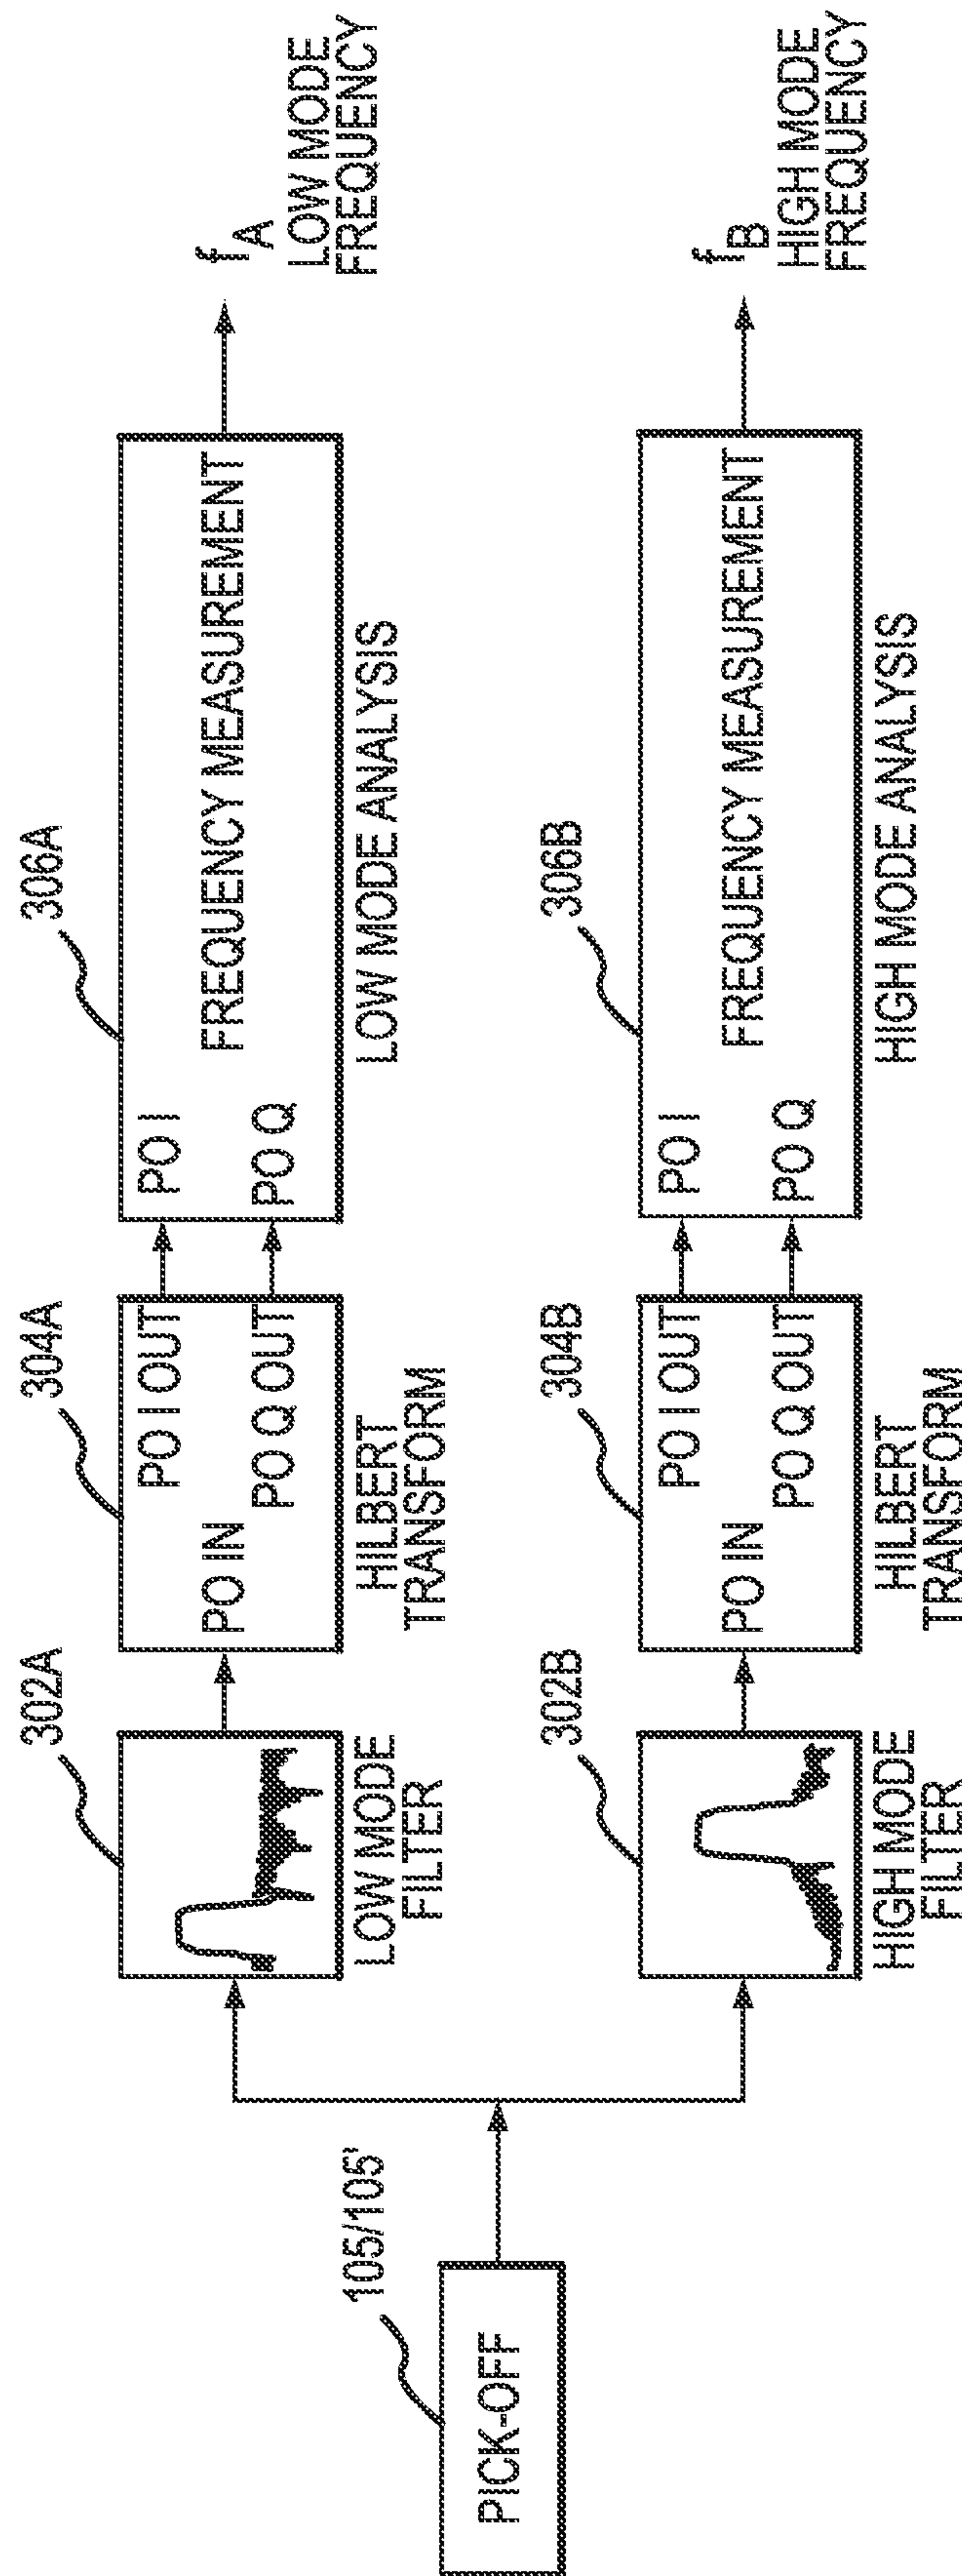 105/105'
PICK-OFF
302A
LOW MODE
FILTER
304A
PO IN
PO I OUT
PO Q OUT
HILBERT
TRANSFORM
306A
PO I
PO Q
FREQUENCY MEASUREMENT
LOW MODE ANALYSIS
fA
LOW MODE
FREQUENCY
302B
HIGH MODE
FILTER
304B
PO IN
PO I OUT
PO Q OUT
HILBERT
TRANSFORM
306B
PO I
PO Q
FREQUENCY MEASUREMENT
HIGH MODE ANALYSIS
fB
HIGH MODE
FREQUENCY